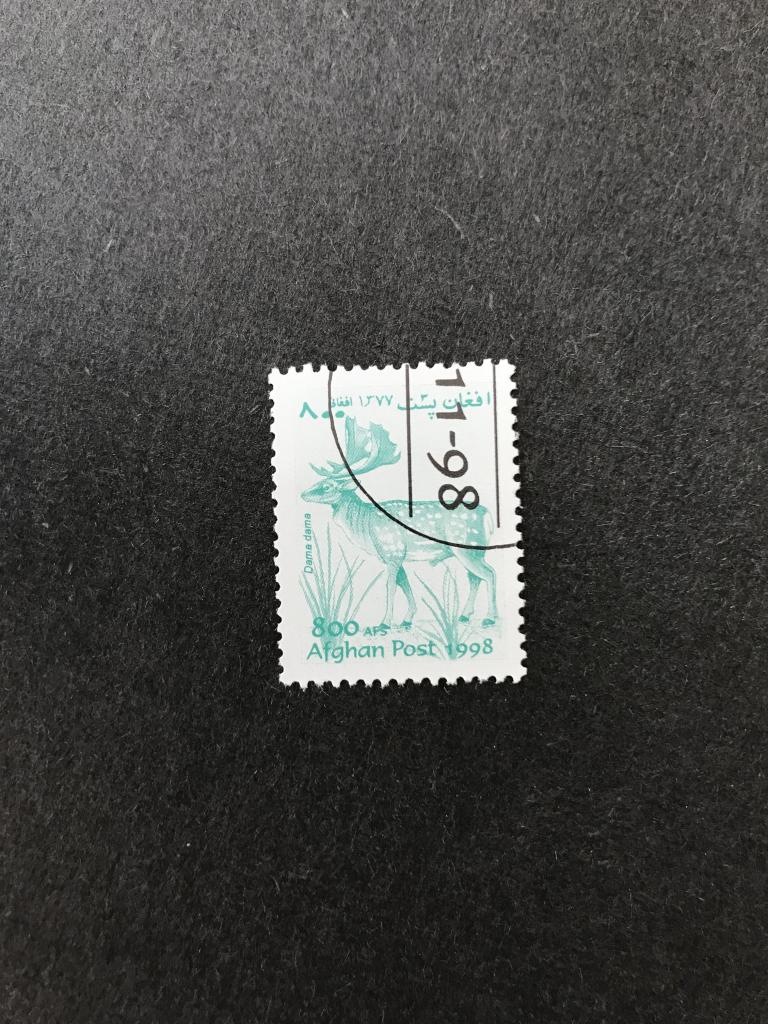 افغان پست ۱۳۷۷ افغانی ۸۰۰
11-98
Dama dama
800 AFS
Afghan Post 1998